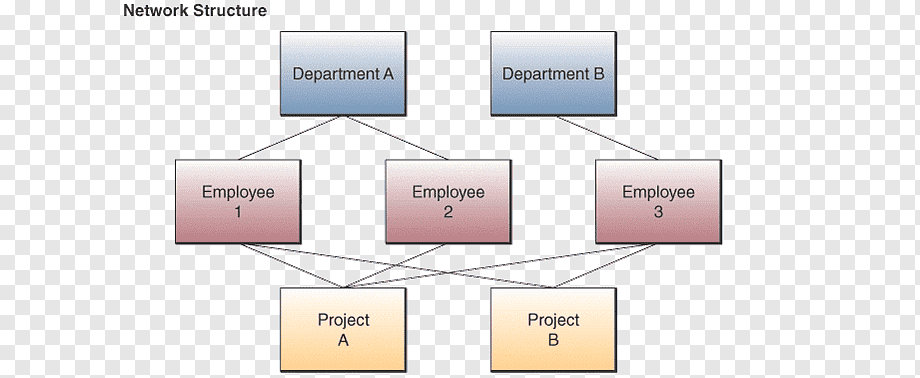 Network Structure
Department A
Department B
Employee
1
Employee
2
Employee
3
Project
A
Project
B